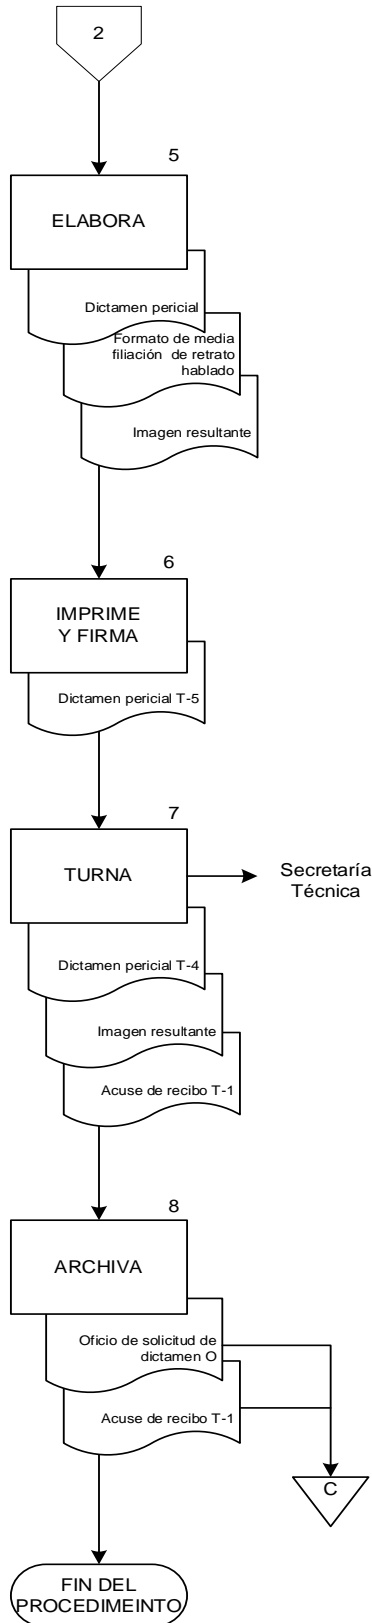 2
5
ELABORA
Dictamen pericial
Formato de media
filiación de retrato
hablado
Imagen resultante
6
IMPRIME
Y FIRMA
Dictamen pericial T-5
7
TURNA
Secretaría
Técnica
Dictamen pericial T-4
Imagen resultante
Acuse de recibo T-1
8
ARCHIVA
Oficio de solicitud de
dictamen O
Acuse de recibo T-1
C
FIN DEL
PROCEDIMEINTO